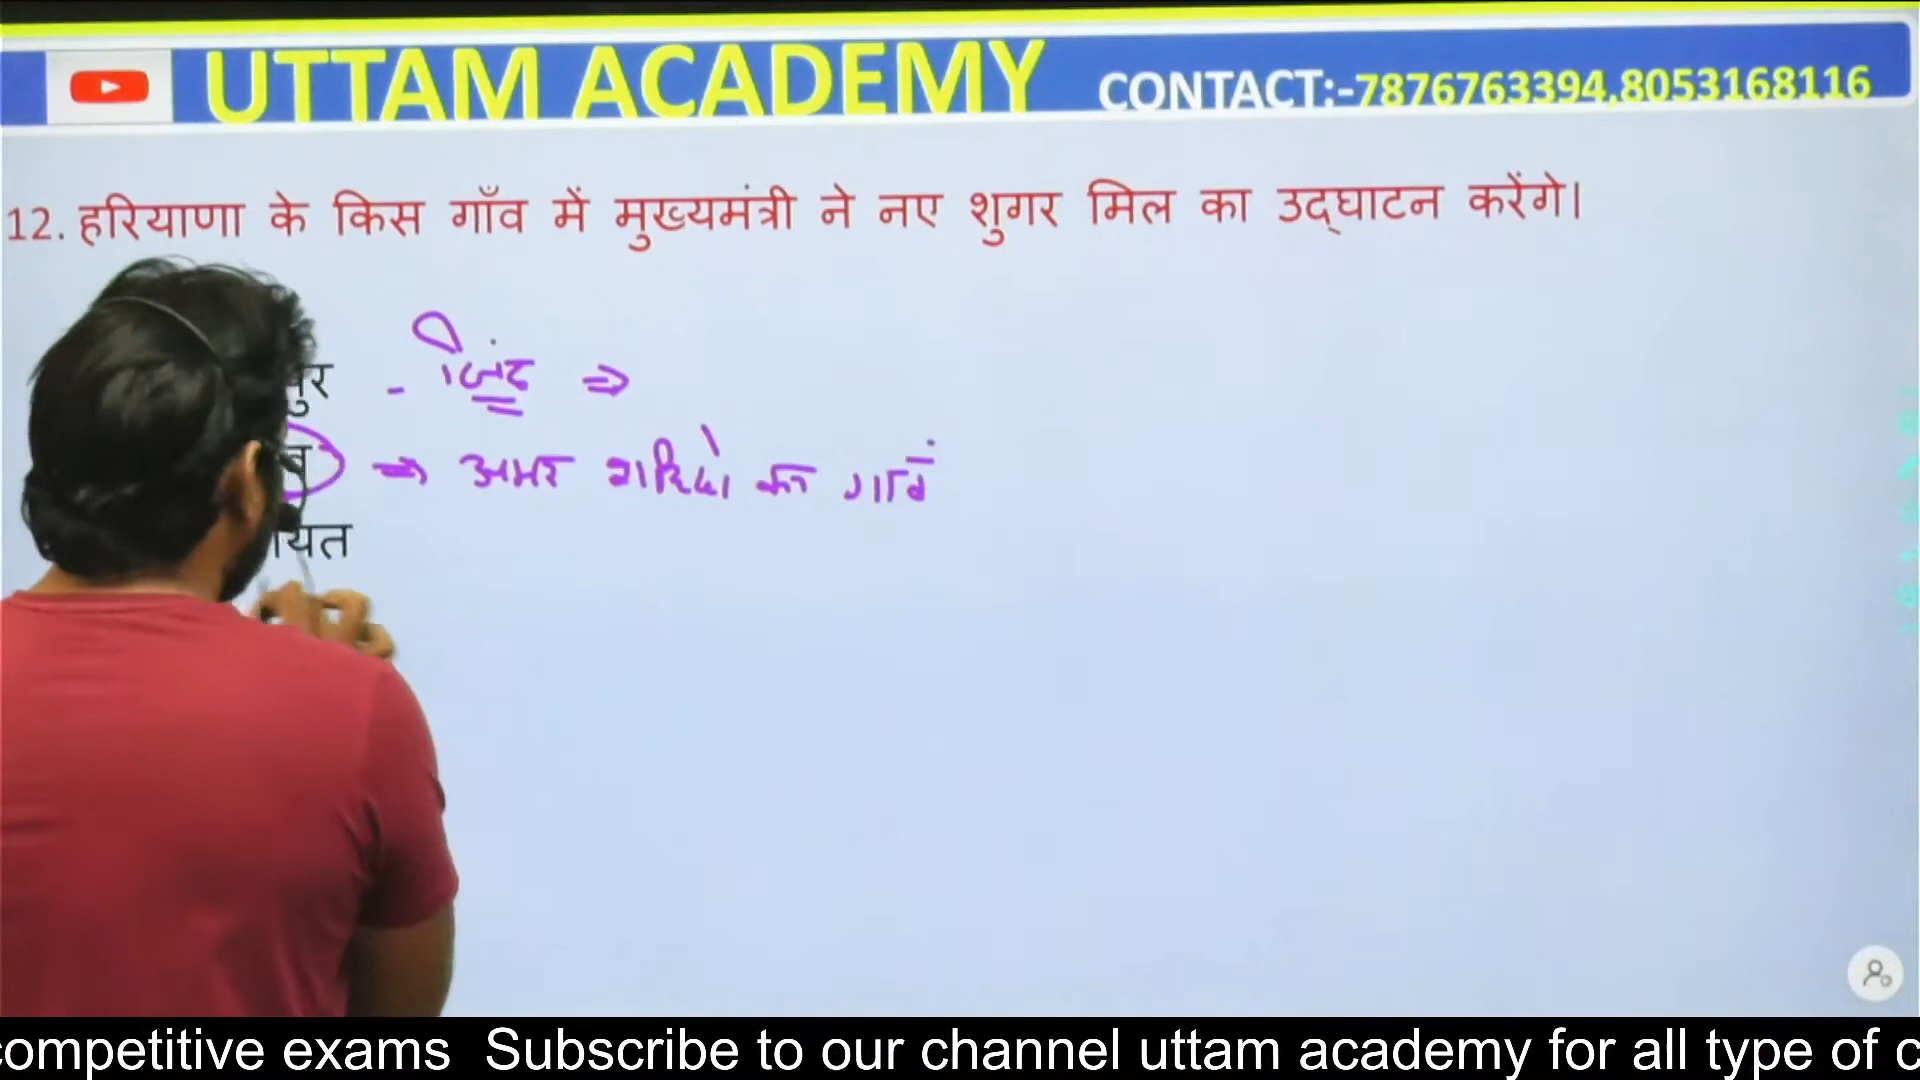 UTTAM ACADEMY CONTACT:-7876763394,8053168116
12. हरियाणा के किस गाँव में मुख्यमंत्री ने नए शुगर मिल का उद्घाटन करेंगे।
पुर - जिंद ⇒
व ⇒ अमर शहिदों का गांव
ायत
competitive exams Subscribe to our channel uttam academy for all type of c